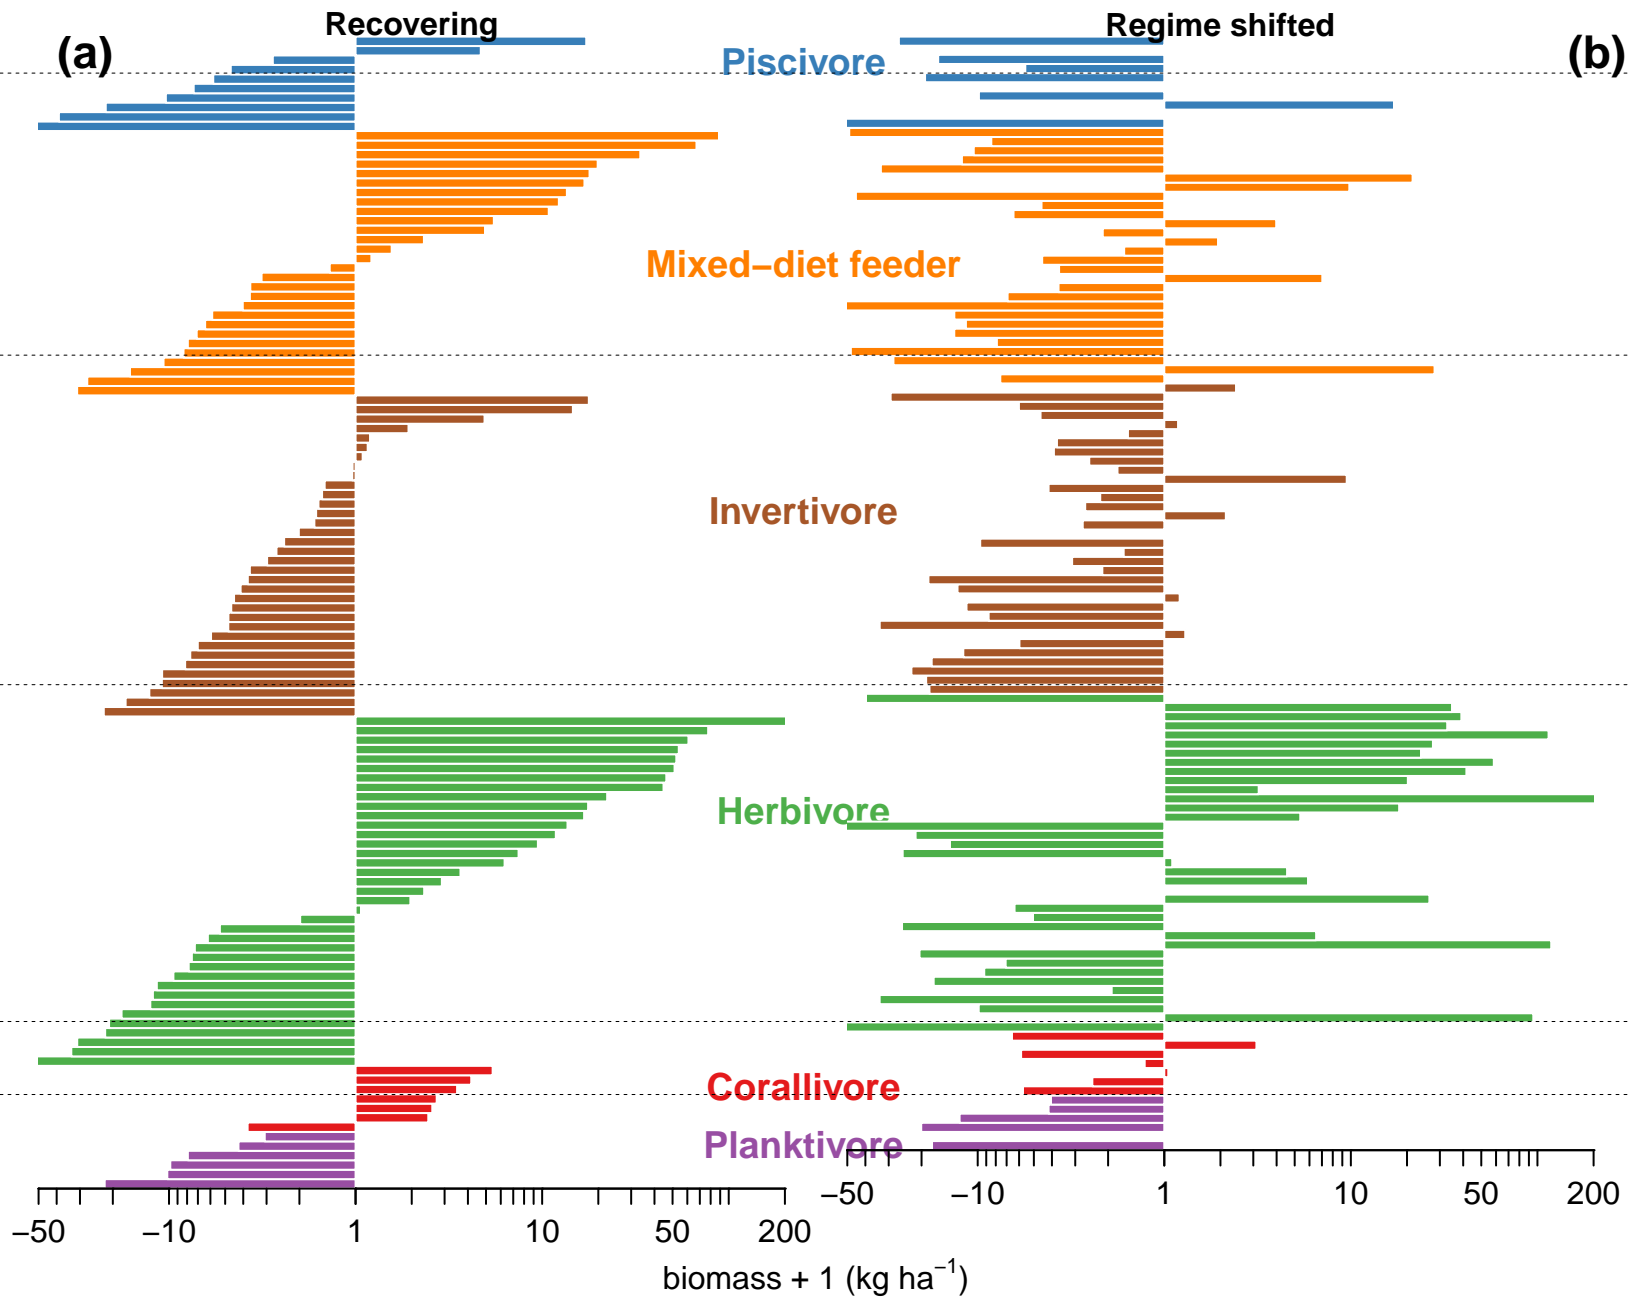 Recovering
Regime shifted
(a)
(b)
Piscivore
Mixed–diet feeder
Invertivore
Herbivore
Corallivore
Planktivore
−50 −10 1 10 50 200
−50 −10 1 10 50 200
biomass + 1 (kg ha⁻¹)